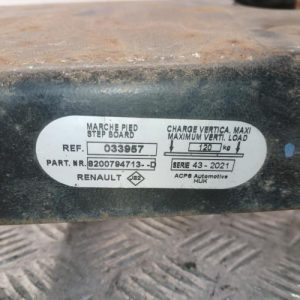 MARCHE PIED
STEP BOARD
CHARGE VERTICA. MAXI
MAXIMUM VERTI. LOAD
REF. 033957
120 kg
PART. NR. 8200794713--D
SERIE 43-2021
RENAULT
ACPS Automotive
HUH